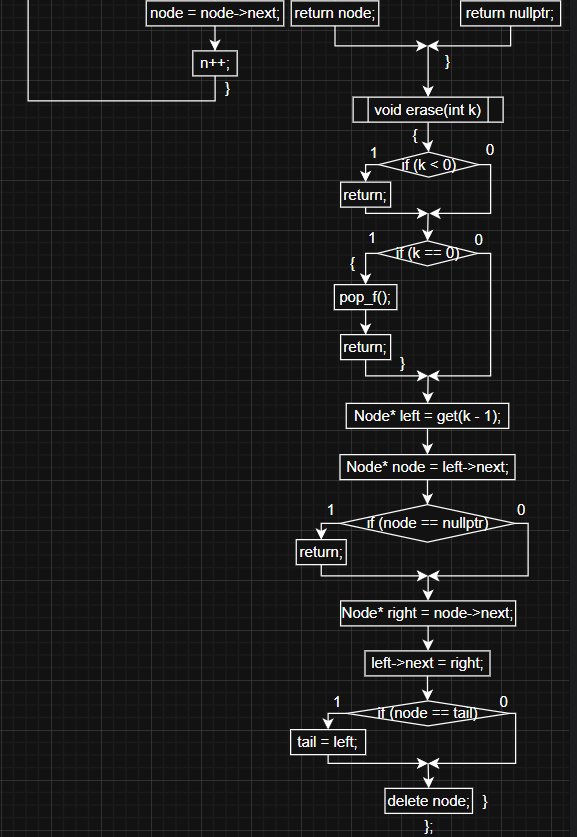 node = node->next;
return node;
return nullptr;
n++;
}
}
void erase(int k)
{
1
0
if (k < 0)
return;
1
0
if (k == 0)
{
pop_f();
return;
}
Node* left = get(k - 1);
Node* node = left->next;
1
0
if (node == nullptr)
return;
Node* right = node->next;
left->next = right;
1
0
if (node == tail)
tail = left;
delete node;
}
};